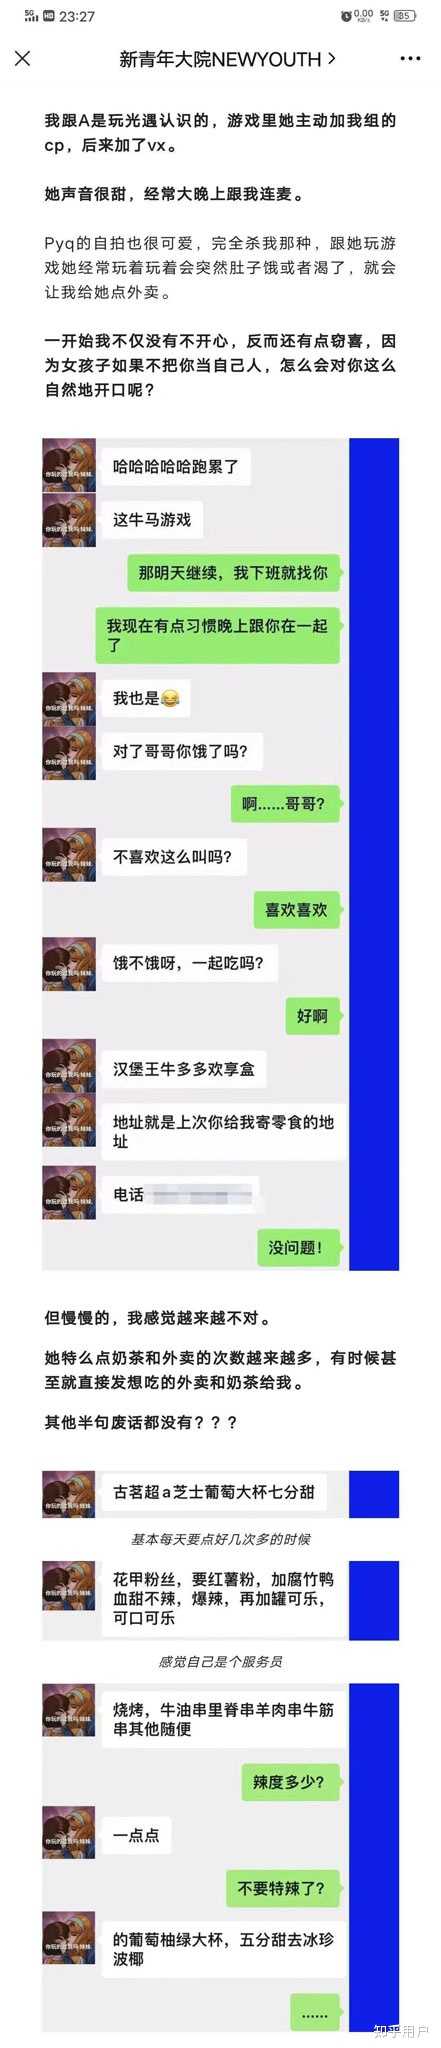 23:27
5G
HD
0.00
KB/s
5G
5
新青年大院NEWYOUTH
我跟A是玩光遇认识的，游戏里她主动加我组的
cp，后来加了vx。
她声音很甜，经常大晚上跟我连麦。
Pyq的自拍也很可爱，完全杀我那种，跟她玩游
戏她经常玩着玩着会突然肚子饿或者渴了，就会
让我给她点外卖。
一开始我不仅没有不开心，反而还有点窃喜，因
为女孩子如果不把你当自己人，怎么会对你这么
自然地开口呢？
哈哈哈哈哈跑累了
这牛马游戏
那明天继续，我下班就找你
我现在有点习惯晚上跟你在一起
了
我也是😂
对了哥哥你饿了吗？
啊……哥哥？
不喜欢这么叫吗？
喜欢喜欢
饿不饿呀，一起吃吗？
好啊
汉堡王牛多多欢享盒
地址就是上次你给我寄零食的地
址
电话
没问题！
但慢慢的，我感觉越来越不对。
她特么点奶茶和外卖的次数越来越多，有时候甚
至就直接发想吃的外卖和奶茶给我。
其他半句废话都没有？？？
古茗超a芝士葡萄大杯七分甜
基本每天要点好几次多的时候
花甲粉丝，要红薯粉，加腐竹鸭
血甜不辣，爆辣，再加罐可乐，
可口可乐
感觉自己是个服务员
烧烤，牛油串里脊串羊肉串牛筋
串其他随便
辣度多少？
一点点
不要特辣了？
的葡萄柚绿大杯，五分甜去冰珍
波椰
……
知乎用户